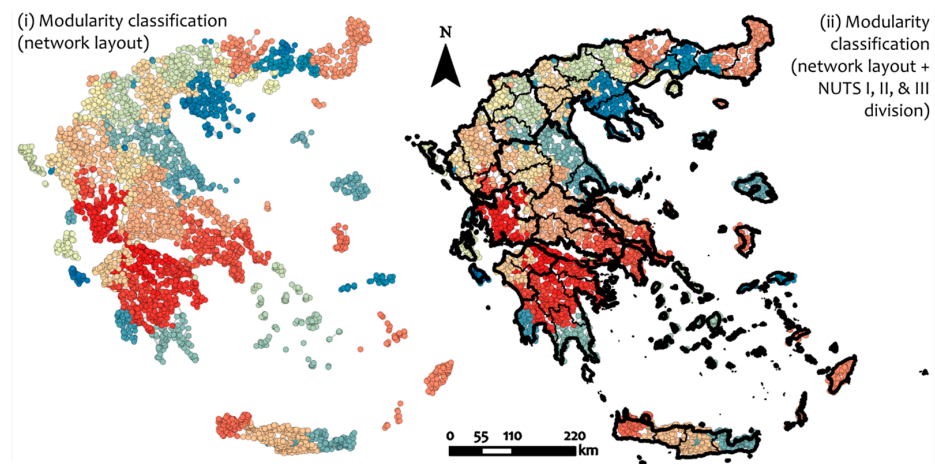 (i) Modularity classification
(network layout)
N
(ii) Modularity
classification
(network layout +
NUTS I, II, & III
division)
0 55 110 220
km